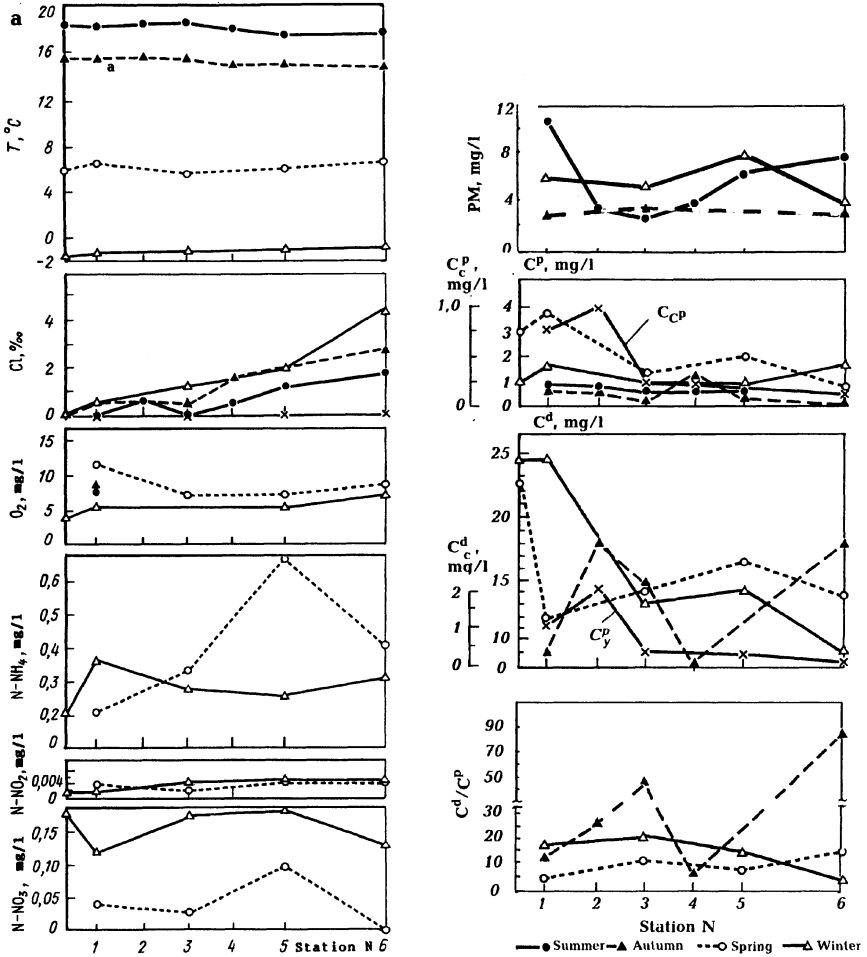 a
20
16
12
8
4
0
-2
T, °C
a
4
2
0
Cl, ‰
15
10
5
0
O₂, mg/l
0,6
0,5
0,4
0,3
0,2
0
N-NH₄, mg/l
0,004
0
N-NO₂, mg/l
0,15
0,10
0,05
0
N-NO₃, mg/l
1 2 3 4 5 Station N 6
12
8
4
0
PM, mg/l
C_c^p, mg/l
C^p, mg/l
1,0
0
4
3
2
1
0
C_C^p
C^d, mg/l
25
20
15
10
0
C_c^d, mg/l
2
1
0
C_y^p
90
70
50
30
20
10
0
C^d/C^p
1 2 3 4 5 6
Station N
Summer Autumn Spring Winter